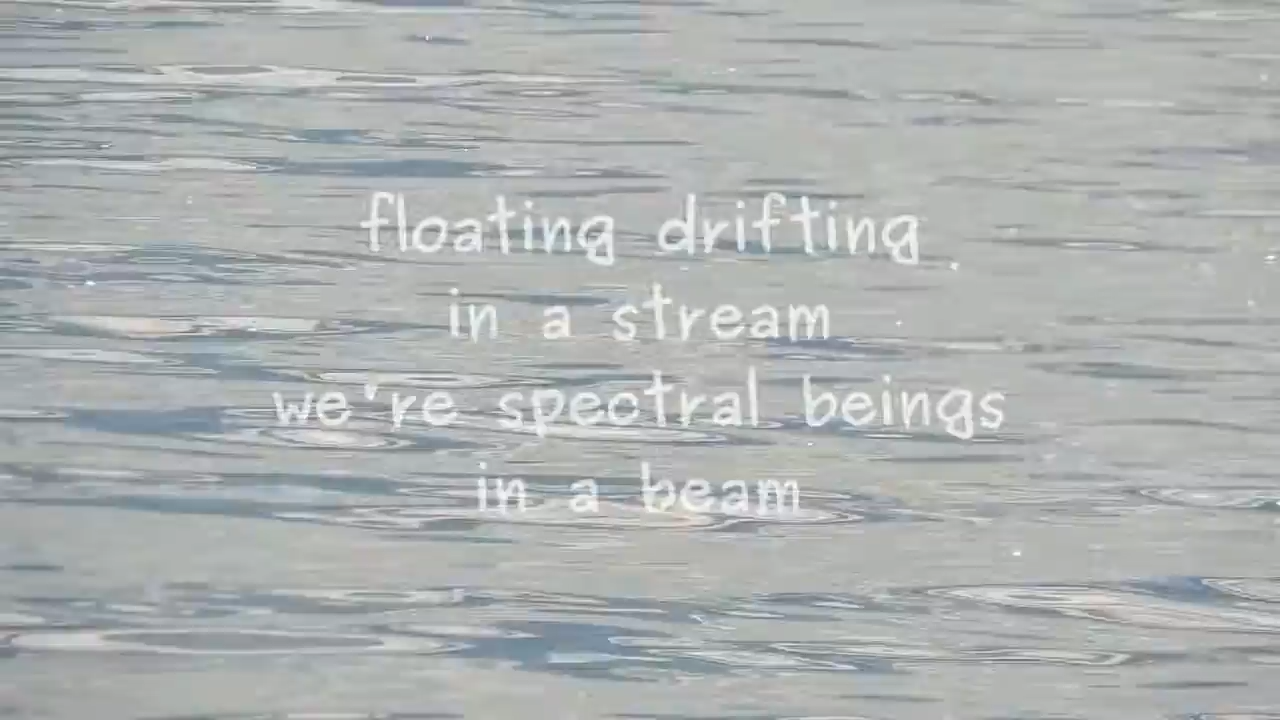 floating drifting
in a stream
we're spectral beings
in a beam